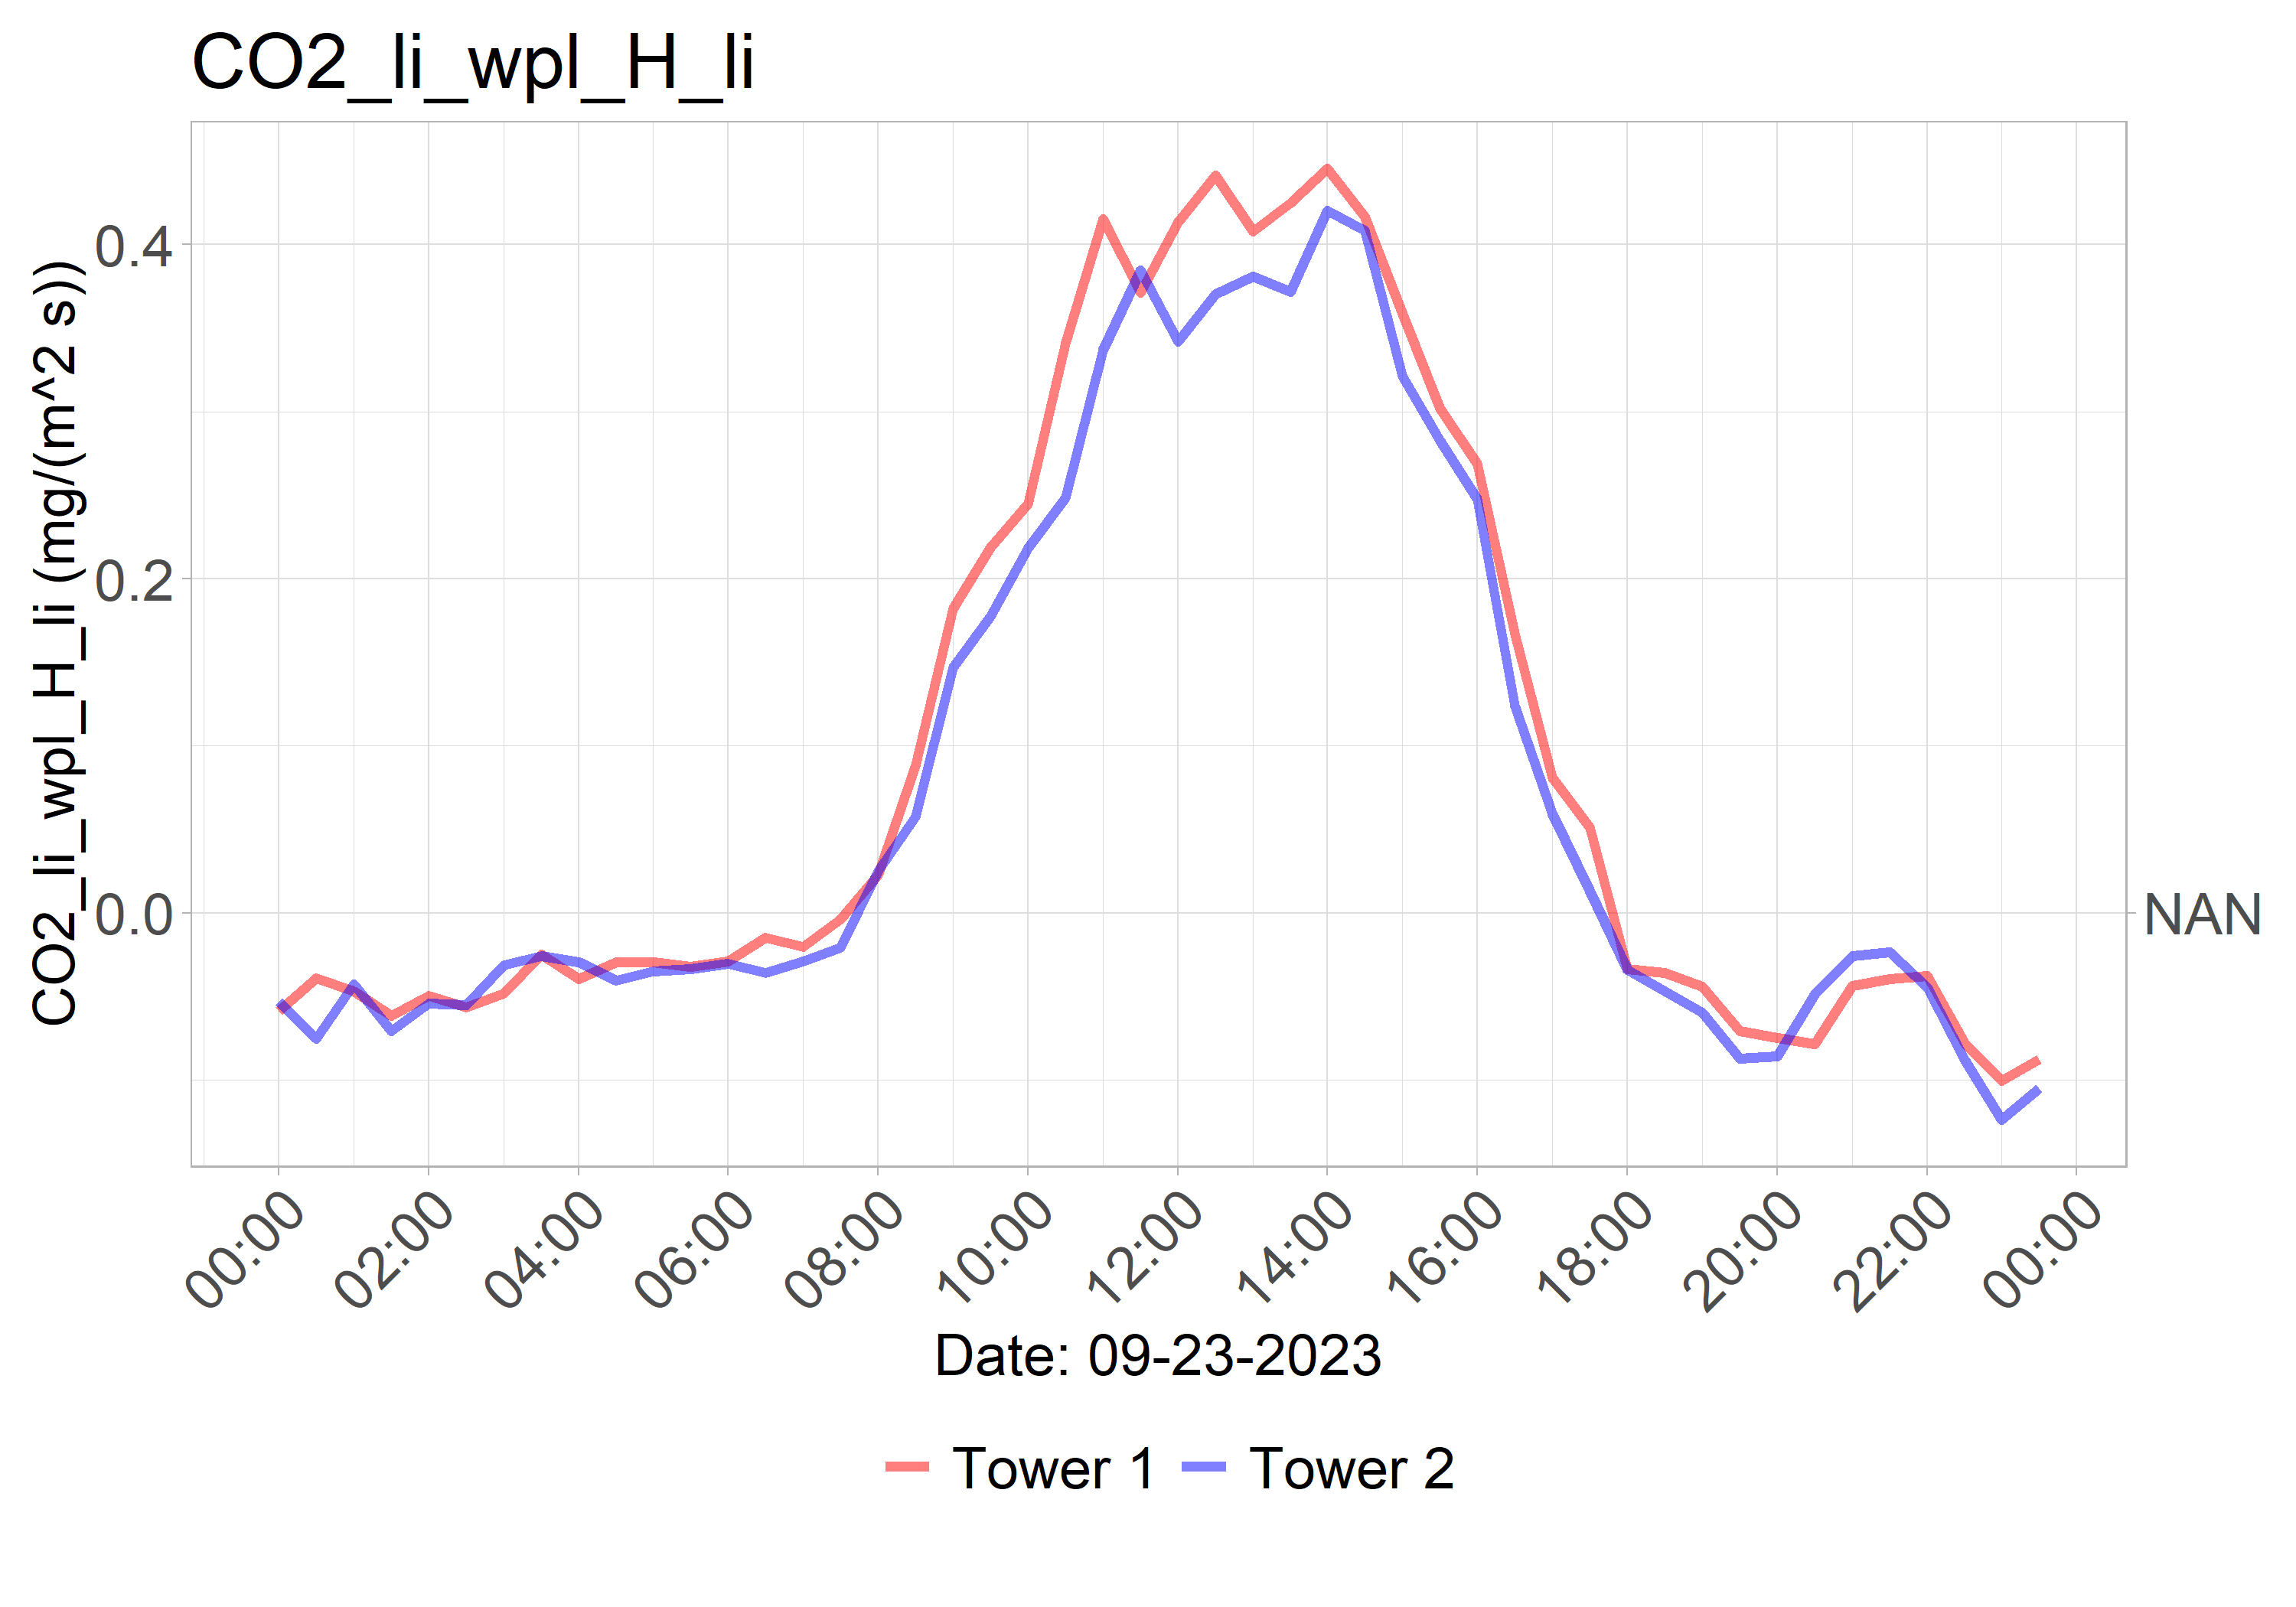 CO2_li_wpl_H_li
CO2_li_wpl_H_li (mg/(m^2 s))
0.4
0.2
0.0
NAN
00:00 02:00 04:00 06:00 08:00 10:00 12:00 14:00 16:00 18:00 20:00 22:00 00:00
Date: 09-23-2023
Tower 1 Tower 2